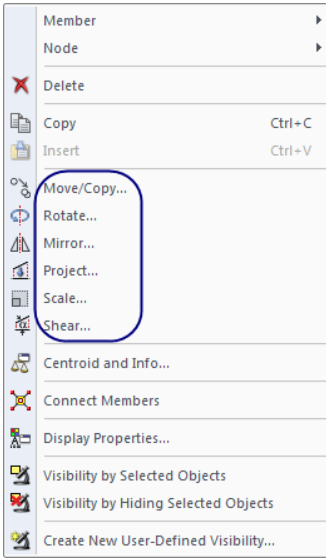 Member
Node
Delete
Copy Ctrl+C
Insert Ctrl+V
Move/Copy...
Rotate...
Mirror...
Project...
Scale...
Shear...
Centroid and Info...
Connect Members
Display Properties...
Visibility by Selected Objects
Visibility by Hiding Selected Objects
Create New User-Defined Visibility...